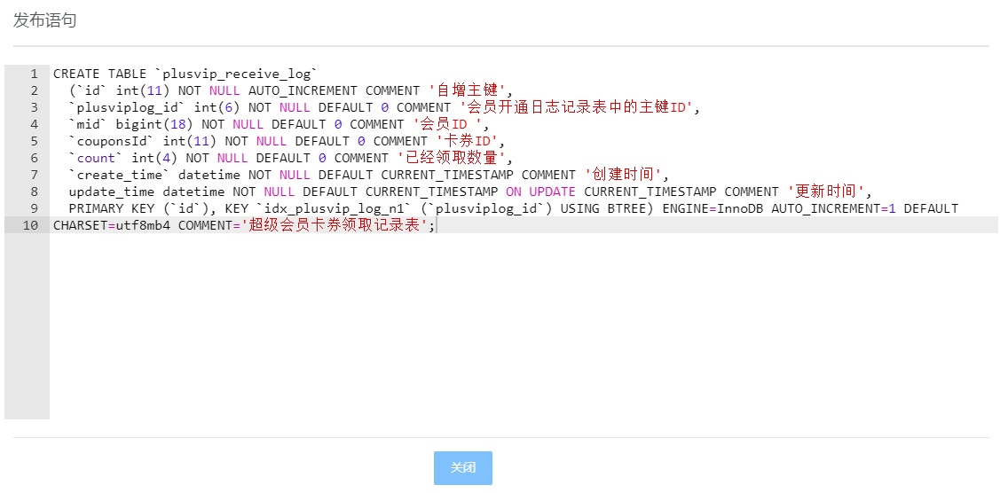 发布语句
1 CREATE TABLE `plusvip_receive_log`
2 (`id` int(11) NOT NULL AUTO_INCREMENT COMMENT '自增主键',
3 `plusviplog_id` int(6) NOT NULL DEFAULT 0 COMMENT '会员开通日志记录表中的主键ID',
4 `mid` bigint(18) NOT NULL DEFAULT 0 COMMENT '会员ID ',
5 `couponsId` int(11) NOT NULL DEFAULT 0 COMMENT '卡券ID',
6 `count` int(4) NOT NULL DEFAULT 0 COMMENT '已经领取数量',
7 `create_time` datetime NOT NULL DEFAULT CURRENT_TIMESTAMP COMMENT '创建时间',
8 update_time datetime NOT NULL DEFAULT CURRENT_TIMESTAMP ON UPDATE CURRENT_TIMESTAMP COMMENT '更新时间',
9 PRIMARY KEY (`id`), KEY `idx_plusvip_log_n1` (`plusviplog_id`) USING BTREE) ENGINE=InnoDB AUTO_INCREMENT=1 DEFAULT
10 CHARSET=utf8mb4 COMMENT='超级会员卡券领取记录表';
关闭